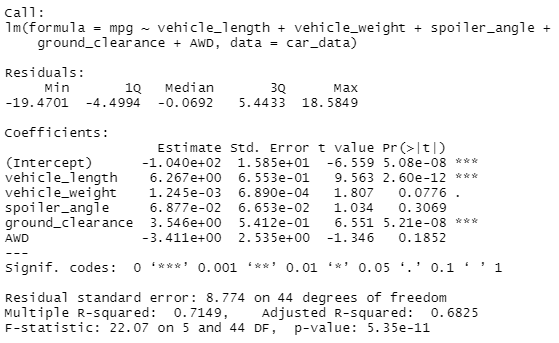 Call:
lm(formula = mpg ~ vehicle_length + vehicle_weight + spoiler_angle +
    ground_clearance + AWD, data = car_data)
Residuals:
     Min       1Q   Median       3Q      Max
-19.4701  -4.4994  -0.0692   5.4433  18.5849
Coefficients:
                   Estimate Std. Error t value Pr(>|t|)
(Intercept)      -1.040e+02  1.585e+01  -6.559 5.08e-08 ***
vehicle_length    6.267e+00  6.553e-01   9.563 2.60e-12 ***
vehicle_weight    1.245e-03  6.890e-04   1.807   0.0776 .
spoiler_angle     6.877e-02  6.653e-02   1.034   0.3069
ground_clearance  3.546e+00  5.412e-01   6.551 5.21e-08 ***
AWD              -3.411e+00  2.535e+00  -1.346   0.1852
---
Signif. codes:  0 ‘***’ 0.001 ‘**’ 0.01 ‘*’ 0.05 ‘.’ 0.1 ‘ ’ 1
Residual standard error: 8.774 on 44 degrees of freedom
Multiple R-squared:  0.7149,    Adjusted R-squared:  0.6825
F-statistic: 22.07 on 5 and 44 DF,  p-value: 5.35e-11